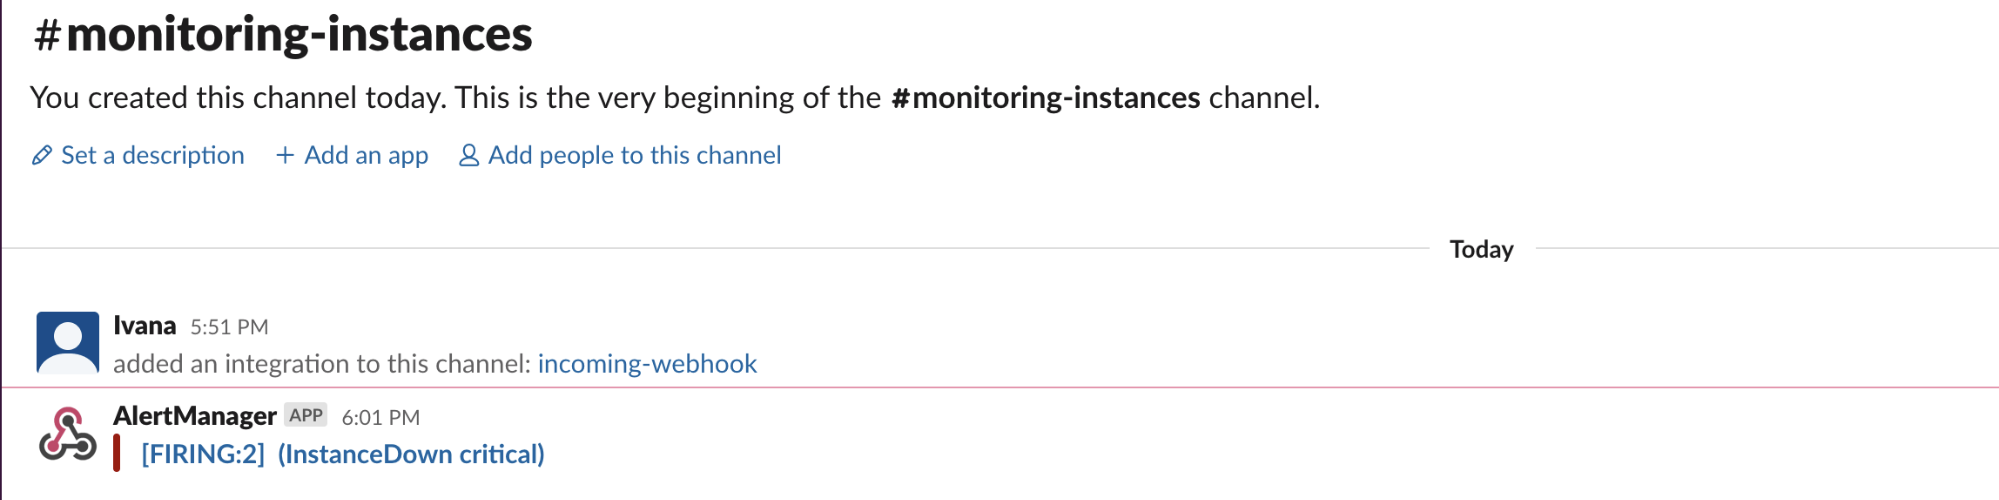 #monitoring-instances
You created this channel today. This is the very beginning of the #monitoring-instances channel.
Set a description + Add an app Add people to this channel
Today
Ivana 5:51 PM
added an integration to this channel: incoming-webhook
AlertManager APP 6:01 PM
[FIRING:2] (InstanceDown critical)